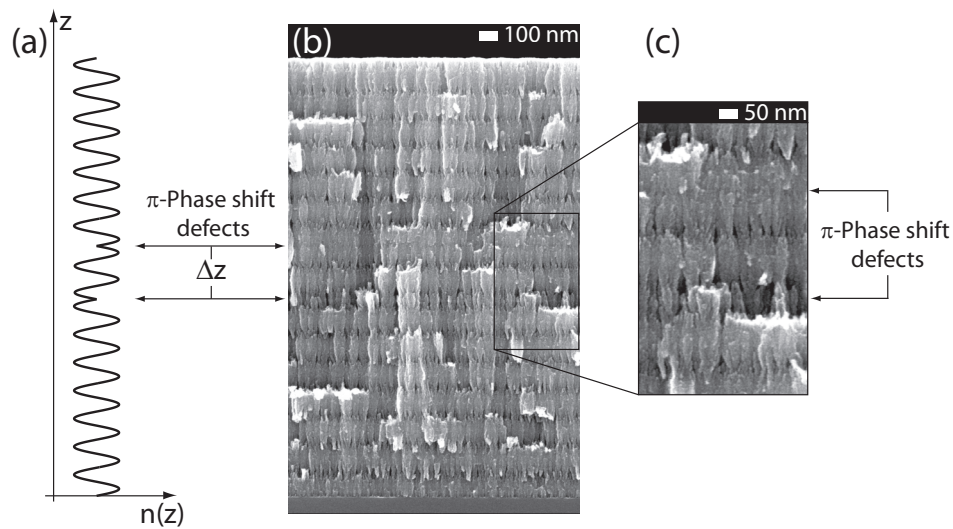 (a)
z
n(z)
π-Phase shift
defects
Δz
(b)
100 nm
(c)
50 nm
π-Phase shift
defects